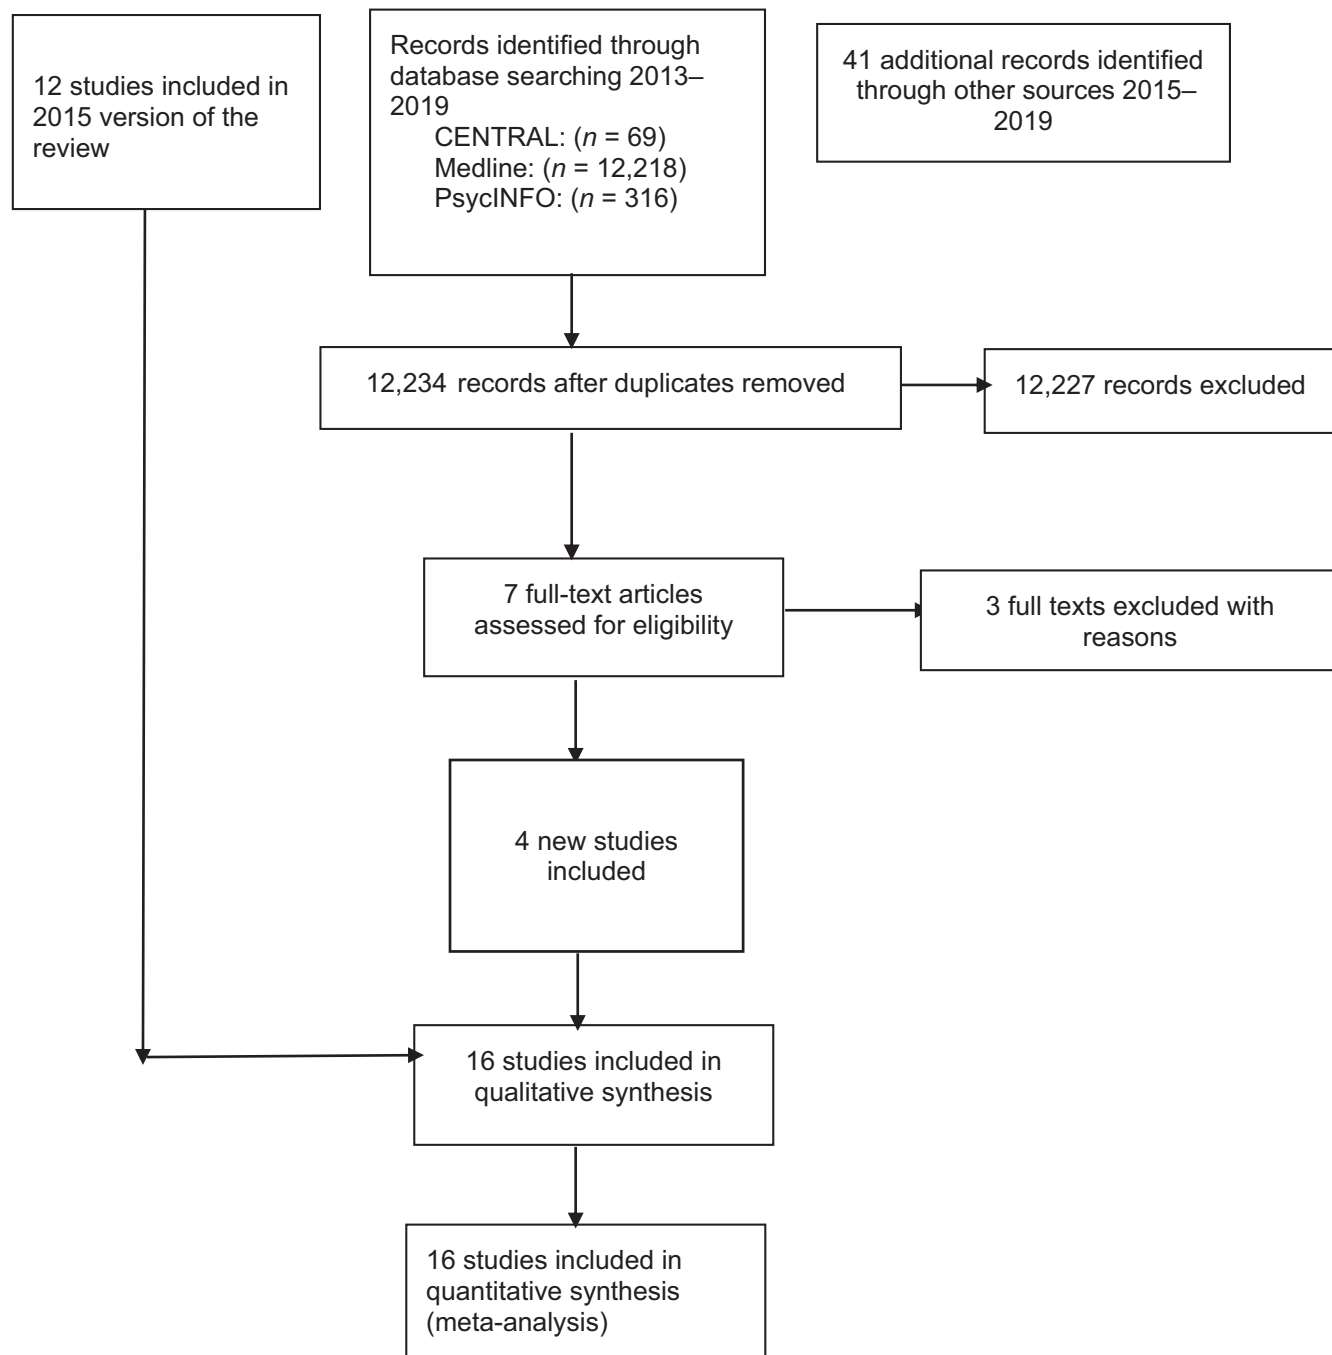 12 studies included in
2015 version of the
review
Records identified through
database searching 2013–
2019
CENTRAL: (n = 69)
Medline: (n = 12,218)
PsycINFO: (n = 316)
41 additional records identified
through other sources 2015–
2019
12,234 records after duplicates removed
12,227 records excluded
7 full-text articles
assessed for eligibility
3 full texts excluded with
reasons
4 new studies
included
16 studies included in
qualitative synthesis
16 studies included in
quantitative synthesis
(meta-analysis)